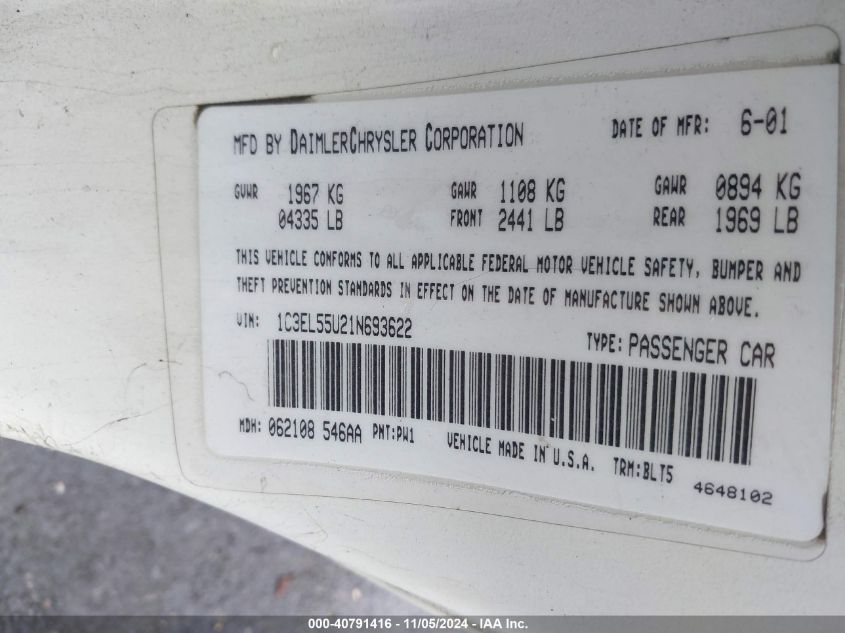 MFD BY DAIMLERCHRYSLER CORPORATION DATE OF MFR: 6-01
GVWR 1967 KG GAWR 1108 KG GAWR 0894 KG
04335 LB FRONT 2441 LB REAR 1969 LB
THIS VEHICLE CONFORMS TO ALL APPLICABLE FEDERAL MOTOR VEHICLE SAFETY, BUMPER AND
THEFT PREVENTION STANDARDS IN EFFECT ON THE DATE OF MANUFACTURE SHOWN ABOVE.
VIN: 1C3EL55U21N693622 TYPE: PASSENGER CAR
MDH: 062108 546AA PNT:PW1 VEHICLE MADE IN U.S.A. TRM:BLT5
4648102
000-40791416 - 11/05/2024 - IAA Inc.